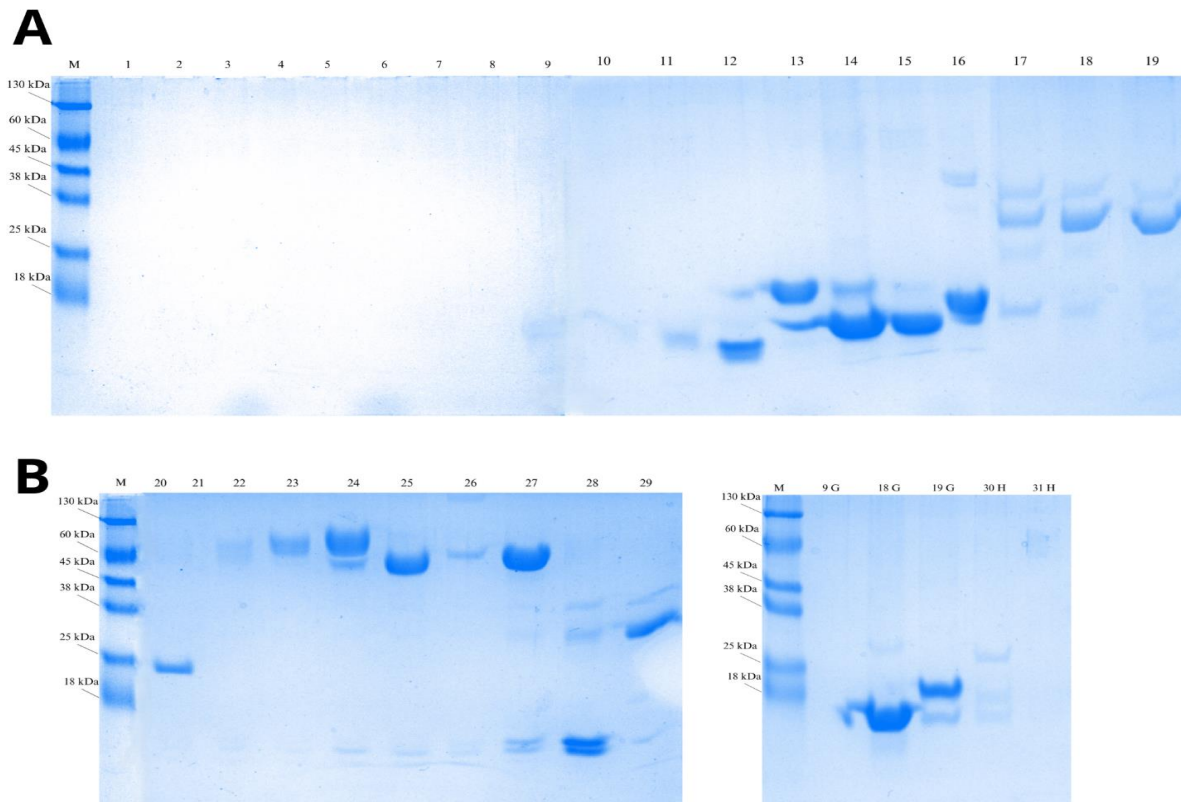 A
M 1 2 3 4 5 6 7 8 9 10 11 12 13 14 15 16 17 18 19
130 kDa
60 kDa
45 kDa
38 kDa
25 kDa
18 kDa
B
M 20 21 22 23 24 25 26 27 28 29
130 kDa
60 kDa
45 kDa
38 kDa
25 kDa
18 kDa
M 9 G 18 G 19 G 30 H 31 H
130 kDa
60 kDa
45 kDa
38 kDa
25 kDa
18 kDa